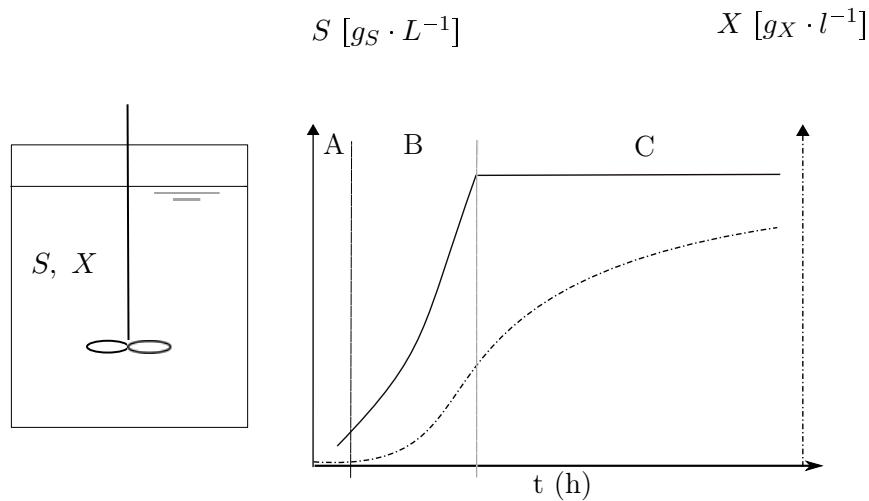 S [g_S · L⁻¹]
X [g_X · l⁻¹]
A
B
C
S, X
t (h)